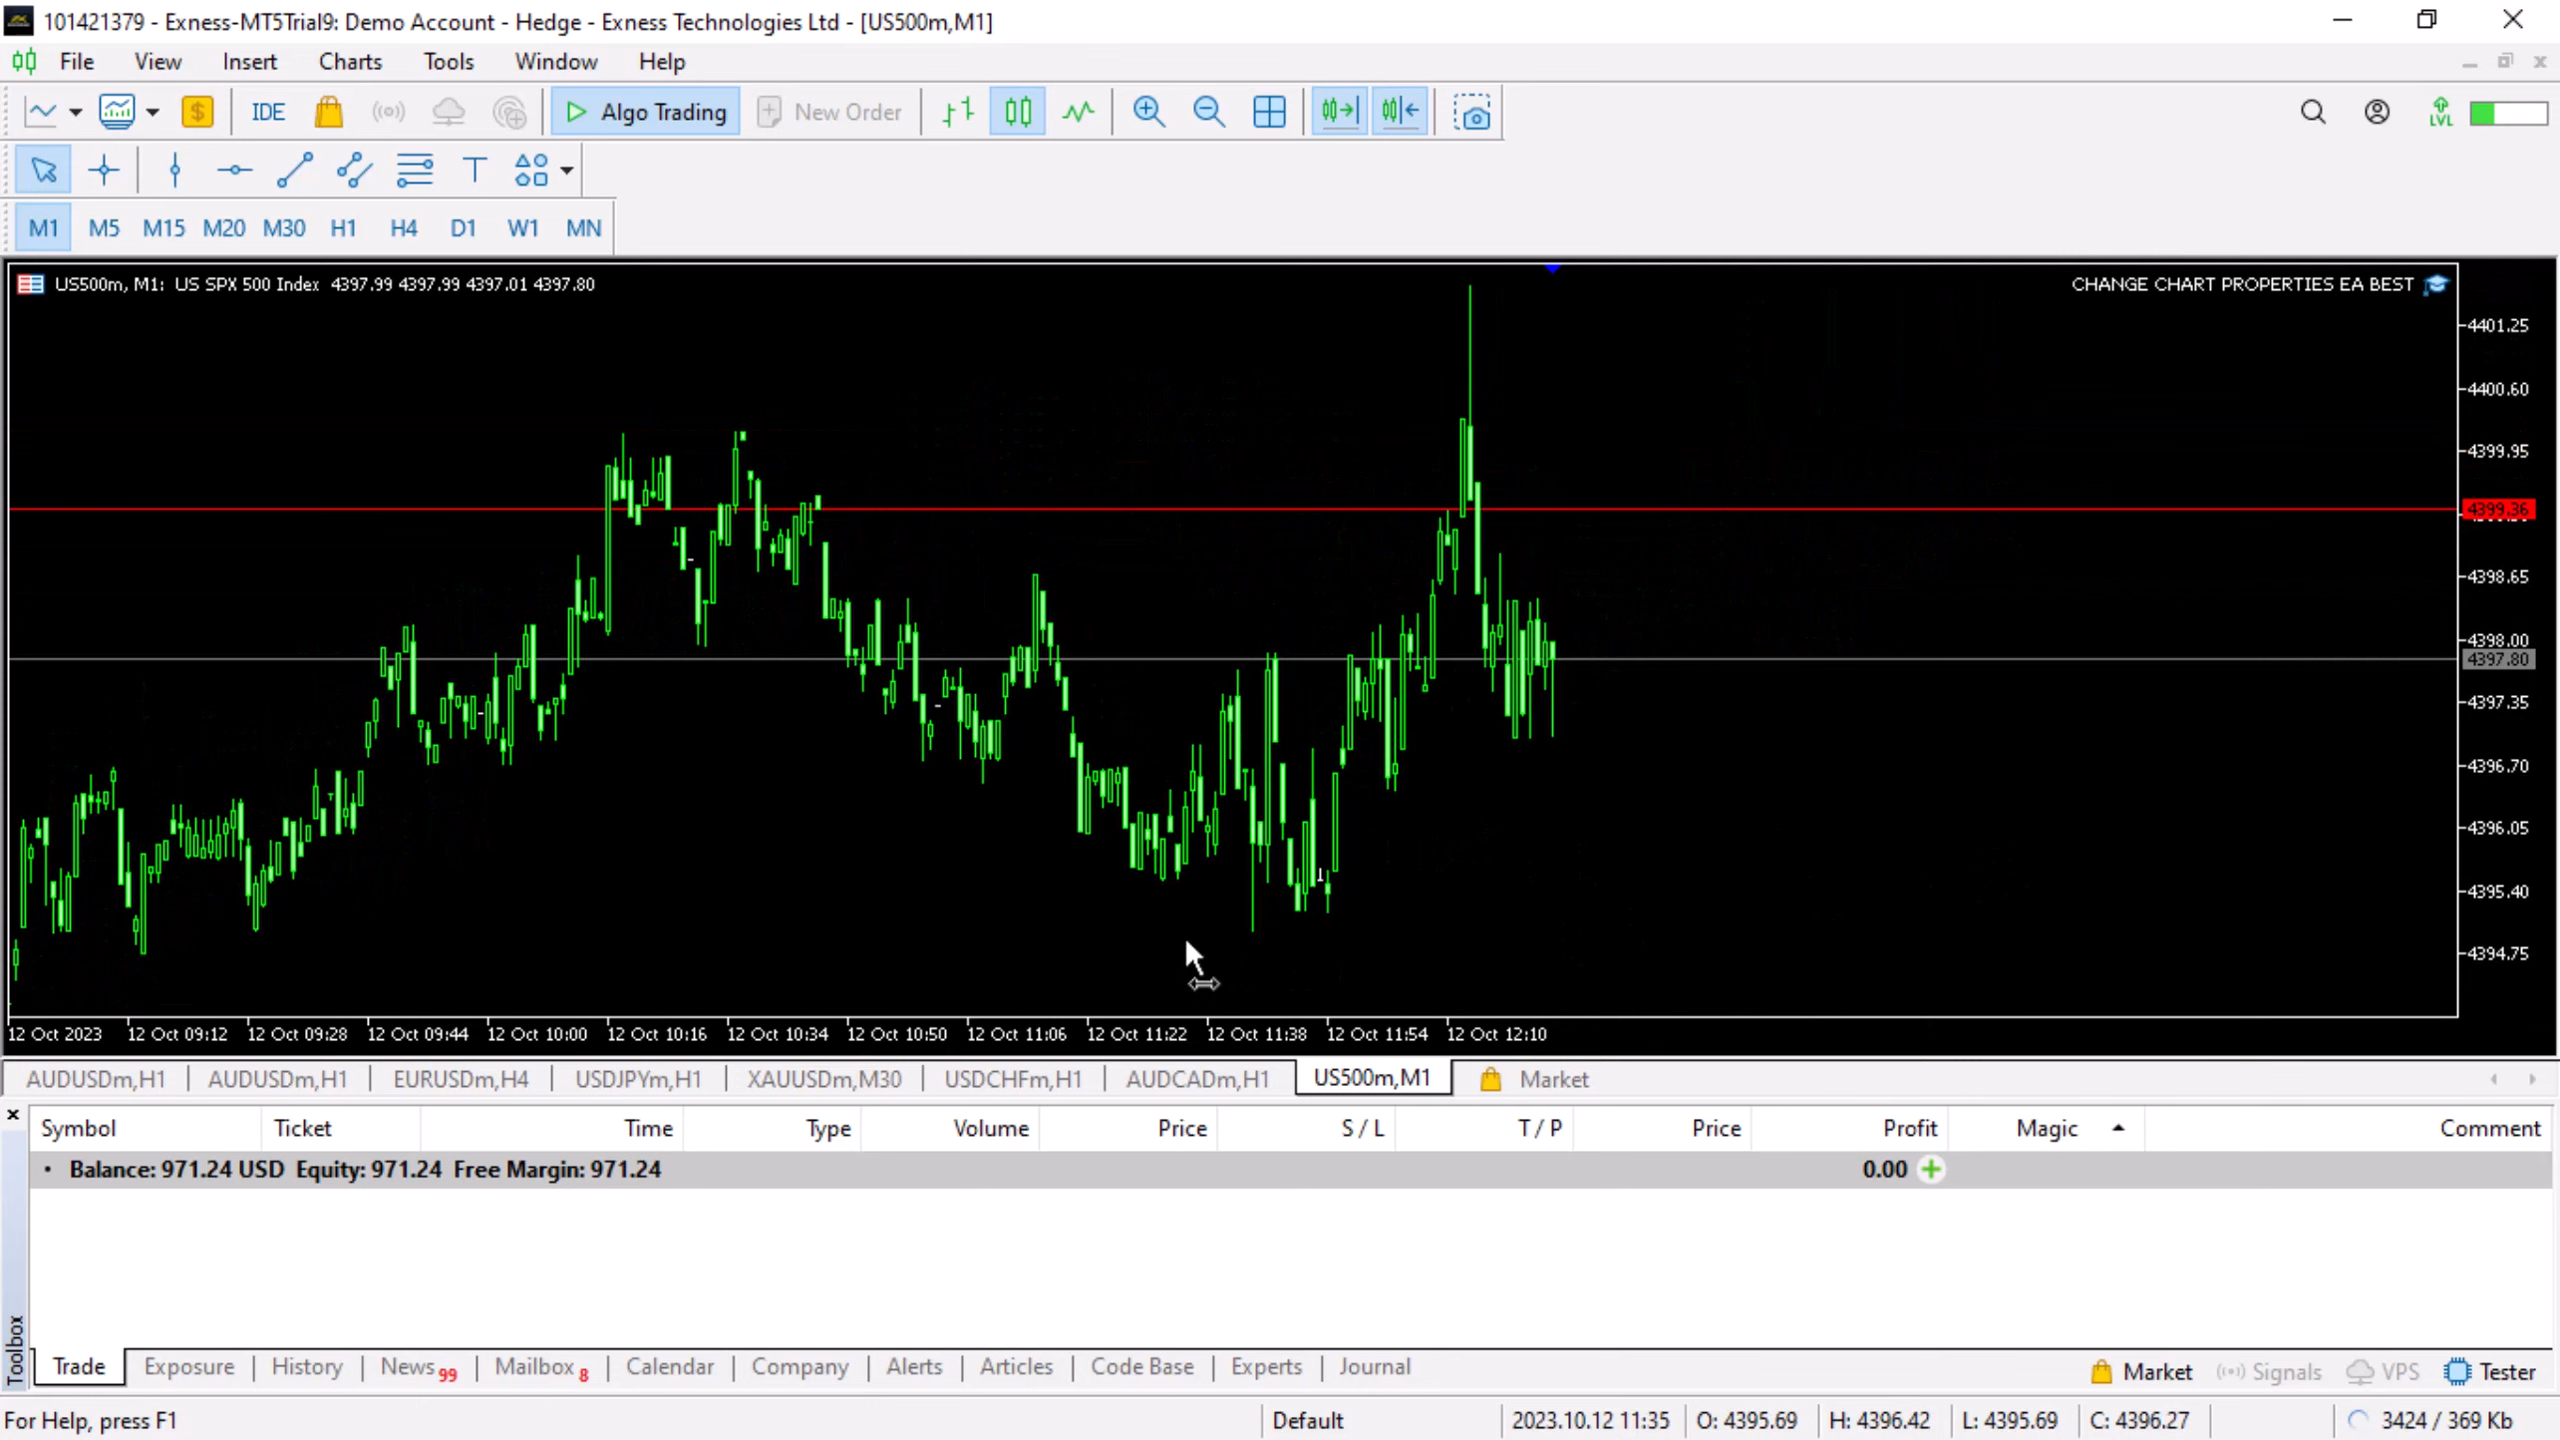 101421379 - Exness-MT5Trial9: Demo Account - Hedge - Exness Technologies Ltd - [US500m,M1]
File View Insert Charts Tools Window Help
IDE Algo Trading New Order LVL
M1 M5 M15 M20 M30 H1 H4 D1 W1 MN
US500m, M1: US SPX 500 Index 4397.99 4397.99 4397.01 4397.80
CHANGE CHART PROPERTIES EA BEST
4401.25
4400.60
4399.95
4399.36
4398.65
4398.00
4397.80
4397.35
4396.70
4396.05
4395.40
4394.75
12 Oct 2023 12 Oct 09:12 12 Oct 09:28 12 Oct 09:44 12 Oct 10:00 12 Oct 10:16 12 Oct 10:34 12 Oct 10:50 12 Oct 11:06 12 Oct 11:22 12 Oct 11:38 12 Oct 11:54 12 Oct 12:10
AUDUSDm,H1 AUDUSDm,H1 EURUSDm,H4 USDJPYm,H1 XAUUSDm,M30 USDCHFm,H1 AUDCADm,H1 US500m,M1 Market
Symbol Ticket Time Type Volume Price S / L T / P Price Profit Magic Comment
Balance: 971.24 USD Equity: 971.24 Free Margin: 971.24 0.00
Toolbox
Trade Exposure History News 99 Mailbox 8 Calendar Company Alerts Articles Code Base Experts Journal
Market Signals VPS Tester
For Help, press F1 Default 2023.10.12 11:35 O: 4395.69 H: 4396.42 L: 4395.69 C: 4396.27 3424 / 369 Kb